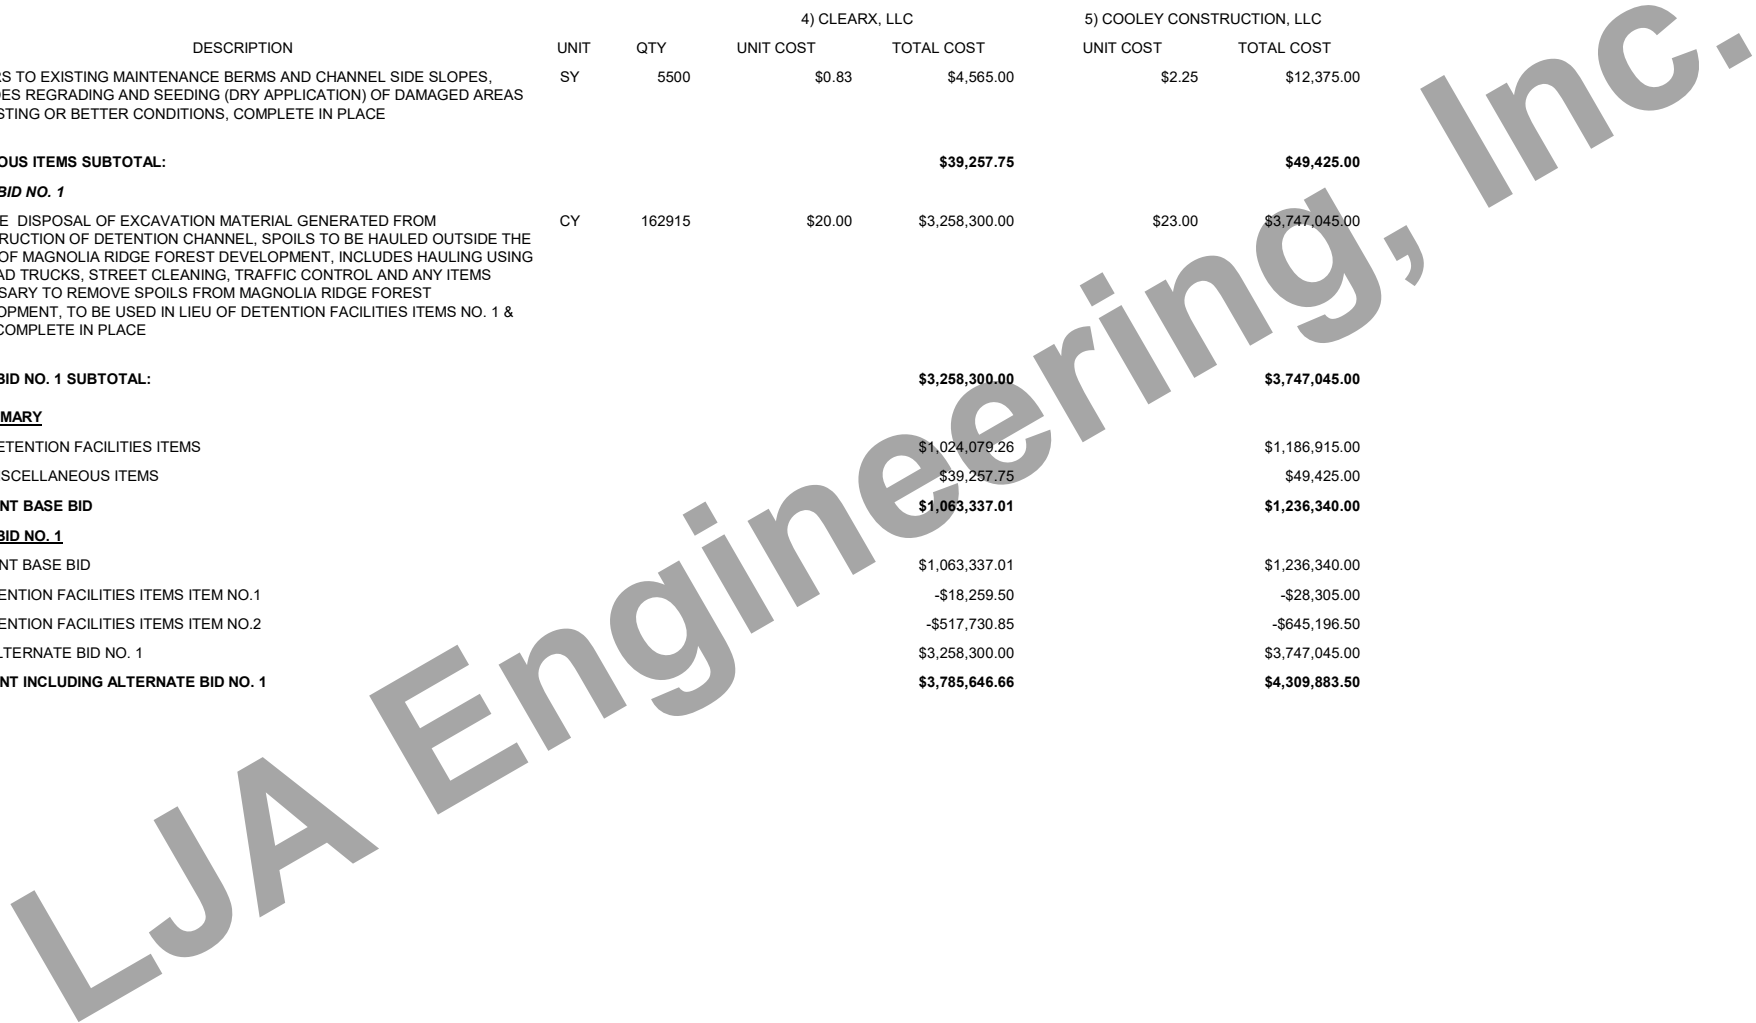 4) CLEARX, LLC 5) COOLEY CONSTRUCTION, LLC
DESCRIPTION UNIT QTY UNIT COST TOTAL COST UNIT COST TOTAL COST
RS TO EXISTING MAINTENANCE BERMS AND CHANNEL SIDE SLOPES, SY 5500 $0.83 $4,565.00 $2.25 $12,375.00
DES REGRADING AND SEEDING (DRY APPLICATION) OF DAMAGED AREAS
STING OR BETTER CONDITIONS, COMPLETE IN PLACE
OUS ITEMS SUBTOTAL: $39,257.75 $49,425.00
BID NO. 1
E DISPOSAL OF EXCAVATION MATERIAL GENERATED FROM CY 162915 $20.00 $3,258,300.00 $23.00 $3,747,045.00
RUCTION OF DETENTION CHANNEL, SPOILS TO BE HAULED OUTSIDE THE
OF MAGNOLIA RIDGE FOREST DEVELOPMENT, INCLUDES HAULING USING
AD TRUCKS, STREET CLEANING, TRAFFIC CONTROL AND ANY ITEMS
SARY TO REMOVE SPOILS FROM MAGNOLIA RIDGE FOREST
OPMENT, TO BE USED IN LIEU OF DETENTION FACILITIES ITEMS NO. 1 &
COMPLETE IN PLACE
BID NO. 1 SUBTOTAL: $3,258,300.00 $3,747,045.00
MARY
ETENTION FACILITIES ITEMS $1,024,079.26 $1,186,915.00
ISCELLANEOUS ITEMS $39,257.75 $49,425.00
NT BASE BID $1,063,337.01 $1,236,340.00
BID NO. 1
NT BASE BID $1,063,337.01 $1,236,340.00
ENTION FACILITIES ITEMS ITEM NO.1 -$18,259.50 -$28,305.00
ENTION FACILITIES ITEMS ITEM NO.2 -$517,730.85 -$645,196.50
LTERNATE BID NO. 1 $3,258,300.00 $3,747,045.00
NT INCLUDING ALTERNATE BID NO. 1 $3,785,646.66 $4,309,883.50
LJA Engineering, Inc.